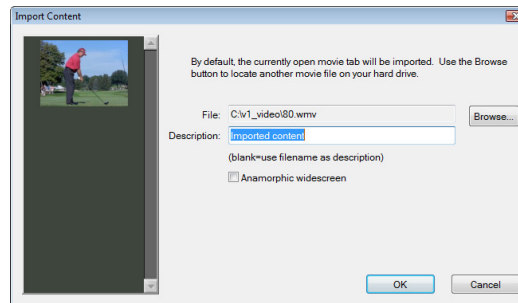 Import Content
By default, the currently open movie tab will be imported.  Use the Browse
button to locate another movie file on your hard drive.
File: C:\v1_video\80.wmv Browse...
Description: Imported content
(blank=use filename as description)
Anamorphic widescreen
OK Cancel